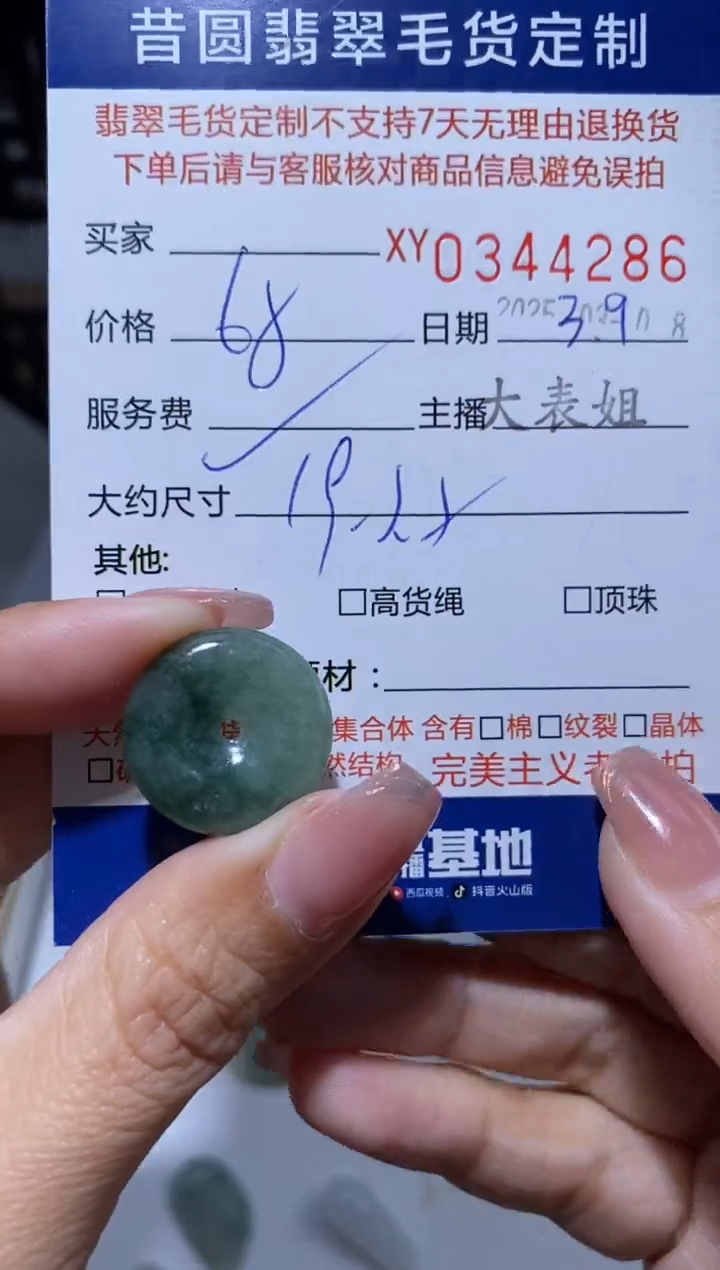 昔圆翡翠毛货定制
翡翠毛货定制不支持7天无理由退换货
下单后请与客服核对商品信息避免误拍
买家 XY0344286
价格 68 日期 3.9
服务费 主播 大表姐
大约尺寸
其他:
□高货绳 □顶珠
材：
天 集合体 含有□棉□纹裂□晶体
□ 然结构 完美主义 拍
播基地
西瓜视频 抖音火山版